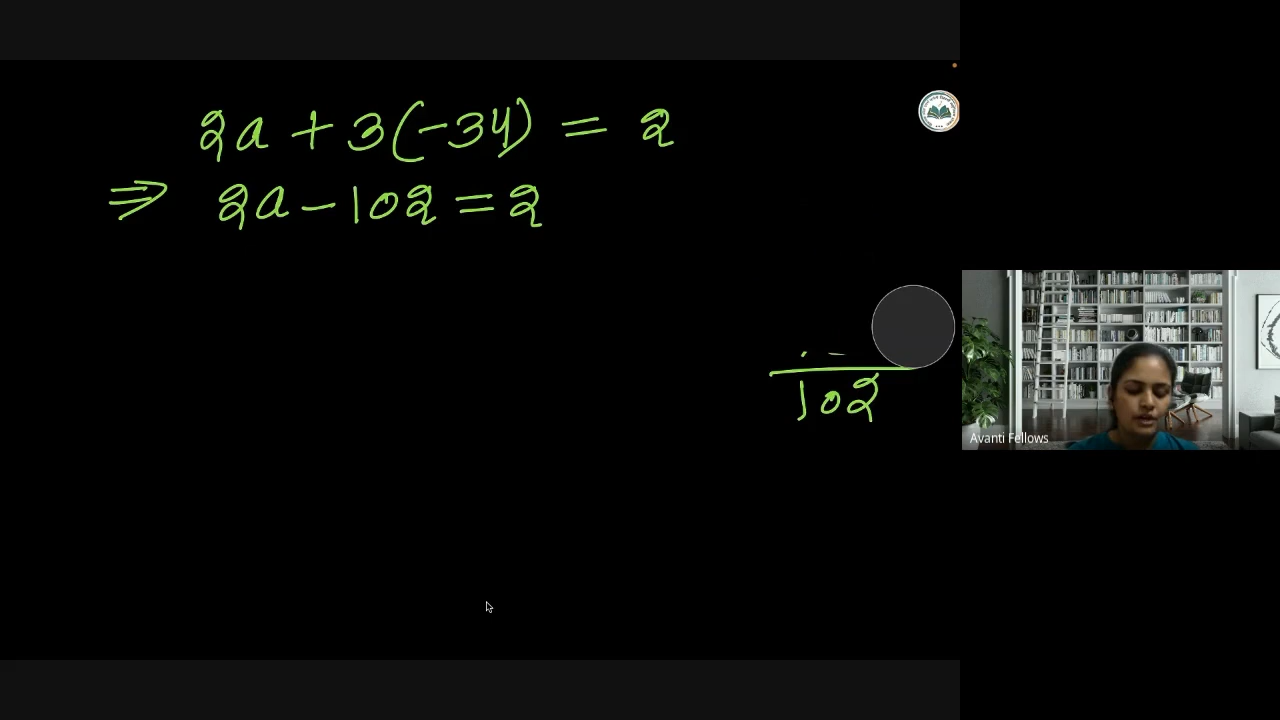 2a + 3(-34) = 2
⇒ 2a - 102 = 2
102
Avanti Fellows